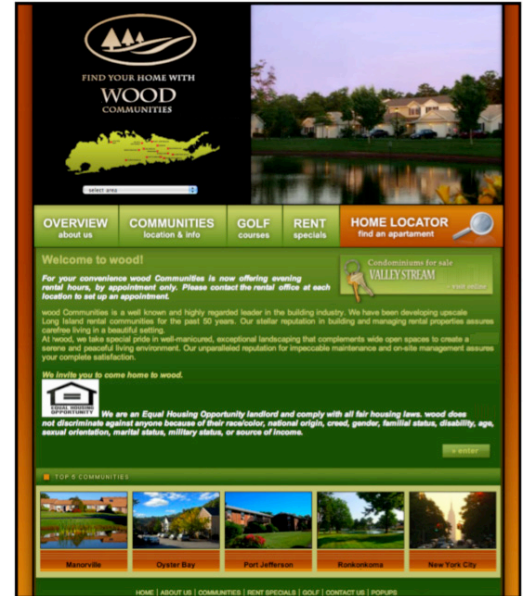 FIND YOUR HOME WITH
WOOD
COMMUNITIES
select area
OVERVIEW
about us
COMMUNITIES
location & info
GOLF
courses
RENT
specials
HOME LOCATOR
find an apartament
Welcome to wood!
For your convenience wood Communities is now offering evening
rental hours, by appointment only. Please contact the rental office at each
location to set up an appointment.
Condominiums for sale
VALLEY STREAM
wood Communities is a well known and highly regarded leader in the building industry. We have been developing upscale
Long Island rental communities for the past 50 years. Our stellar reputation in building and managing rental properties assures
carefree living in a beautiful setting.
At wood, we take special pride in well-manicured, exceptional landscaping that complements wide open spaces to create a
serene and peaceful living environment. Our unparalleled reputation for impeccable maintenance and on-site management assures
your complete satisfaction.
We invite you to come home to wood.
EQUAL HOUSING
OPPORTUNITY
We are an Equal Housing Opportunity landlord and comply with all fair housing laws. wood does
not discriminate against anyone because of their race/color, national origin, creed, gender, familial status, disability, age,
sexual orientation, marital status, military status, or source of income.
» enter
TOP 5 COMMUNITIES
Manorville
Oyster Bay
Port Jefferson
Ronkonkoma
New York City
HOME | ABOUT US | COMMUNITIES | RENT SPECIALS | GOLF | CONTACT US | POPUPS